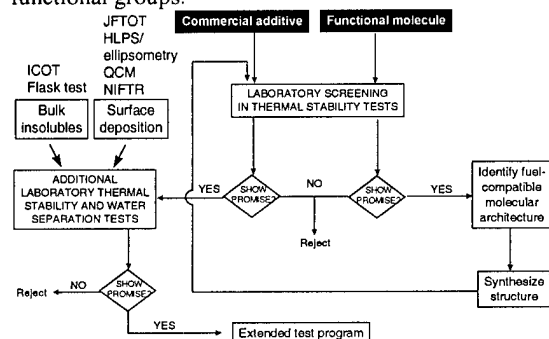 functional groups.
JFTOT
HLPS/
ellipsometry
QCM
NIFTR
ICOT
Flask test
Bulk
insolubles
Surface
deposition
Commercial additive
Functional molecule
LABORATORY SCREENING
IN THERMAL STABILITY TESTS
ADDITIONAL
LABORATORY THERMAL
STABILITY AND WATER
SEPARATION TESTS
YES
SHOW
PROMISE?
NO
SHOW
PROMISE?
YES
Identify fuel-
compatible
molecular
architecture
Reject
Synthesize
structure
Reject
NO
SHOW
PROMISE?
YES
Extended test program